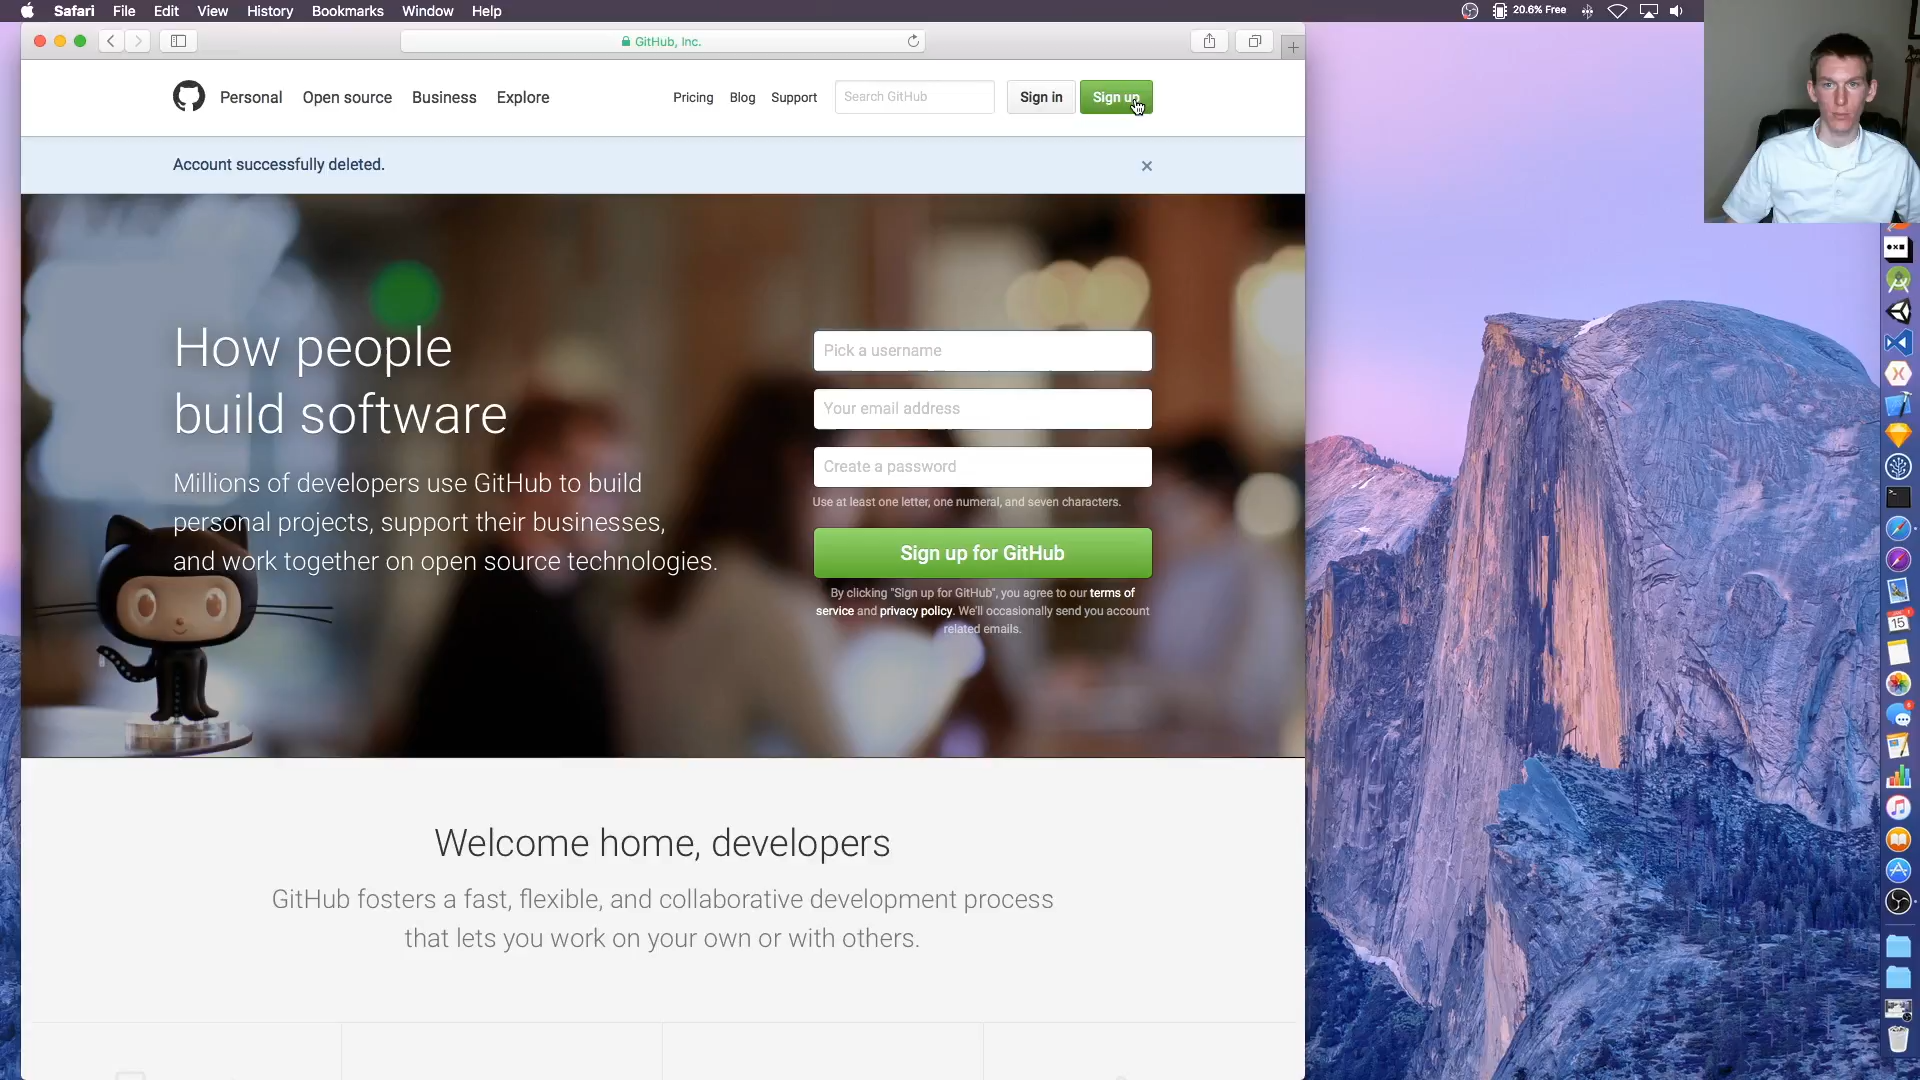 Safari File Edit View History Bookmarks Window Help
20.6% Free
GitHub, Inc.
Personal Open source Business Explore
Pricing Blog Support Search GitHub Sign in Sign up
Account successfully deleted.
How people
build software
Millions of developers use GitHub to build
personal projects, support their businesses,
and work together on open source technologies.
Pick a username
Your email address
Create a password
Use at least one letter, one numeral, and seven characters.
Sign up for GitHub
By clicking "Sign up for GitHub", you agree to our terms of
service and privacy policy. We'll occasionally send you account
related emails.
Welcome home, developers
GitHub fosters a fast, flexible, and collaborative development process
that lets you work on your own or with others.
15